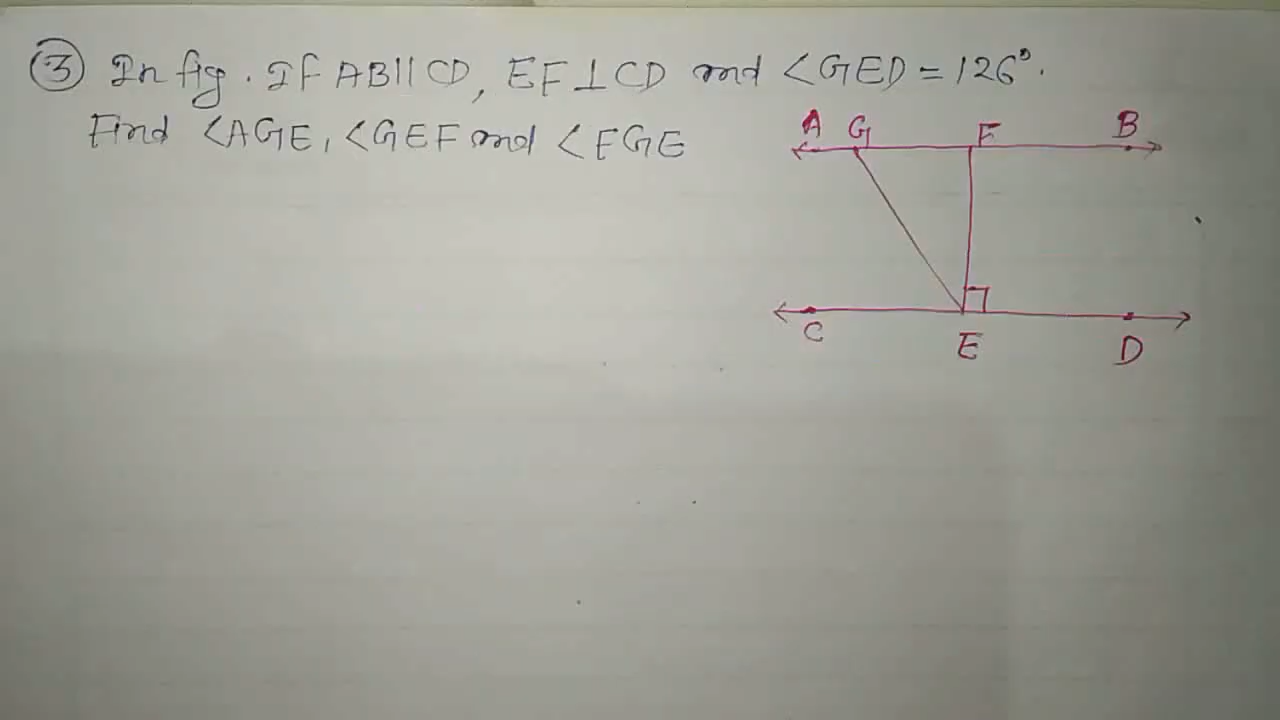 ③ In fig. If AB||CD, EF⊥CD and <GED = 126°.
Find <AGE, <GEF and <FGE
A G F B
C E D